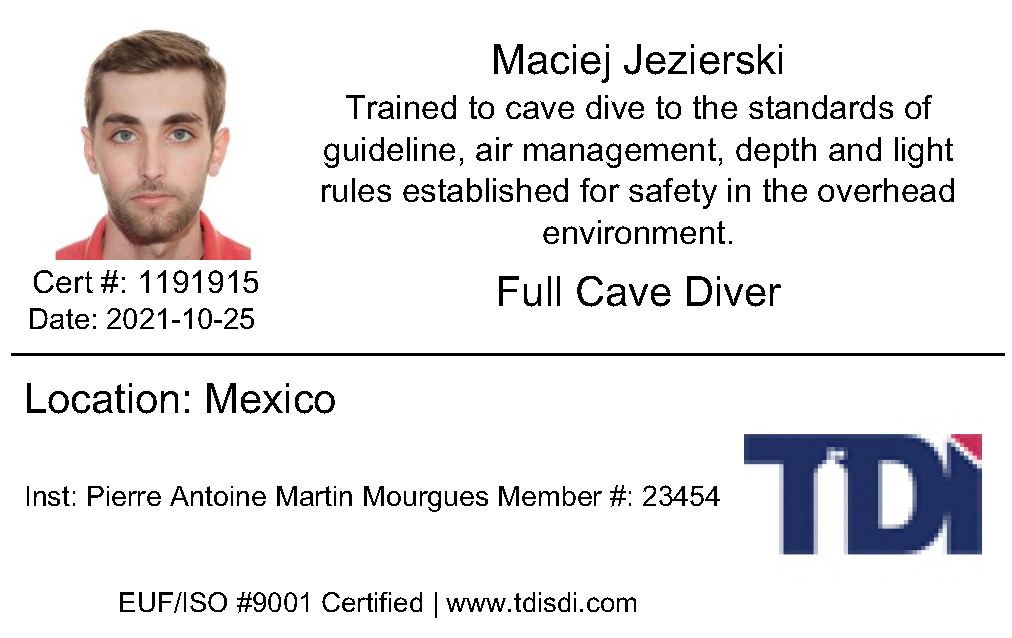 Maciej Jezierski
Trained to cave dive to the standards of
guideline, air management, depth and light
rules established for safety in the overhead
environment.
Full Cave Diver
Cert #: 1191915
Date: 2021-10-25
Location: Mexico
TDI
Inst: Pierre Antoine Martin Mourgues Member #: 23454
EUF/ISO #9001 Certified | www.tdisdi.com